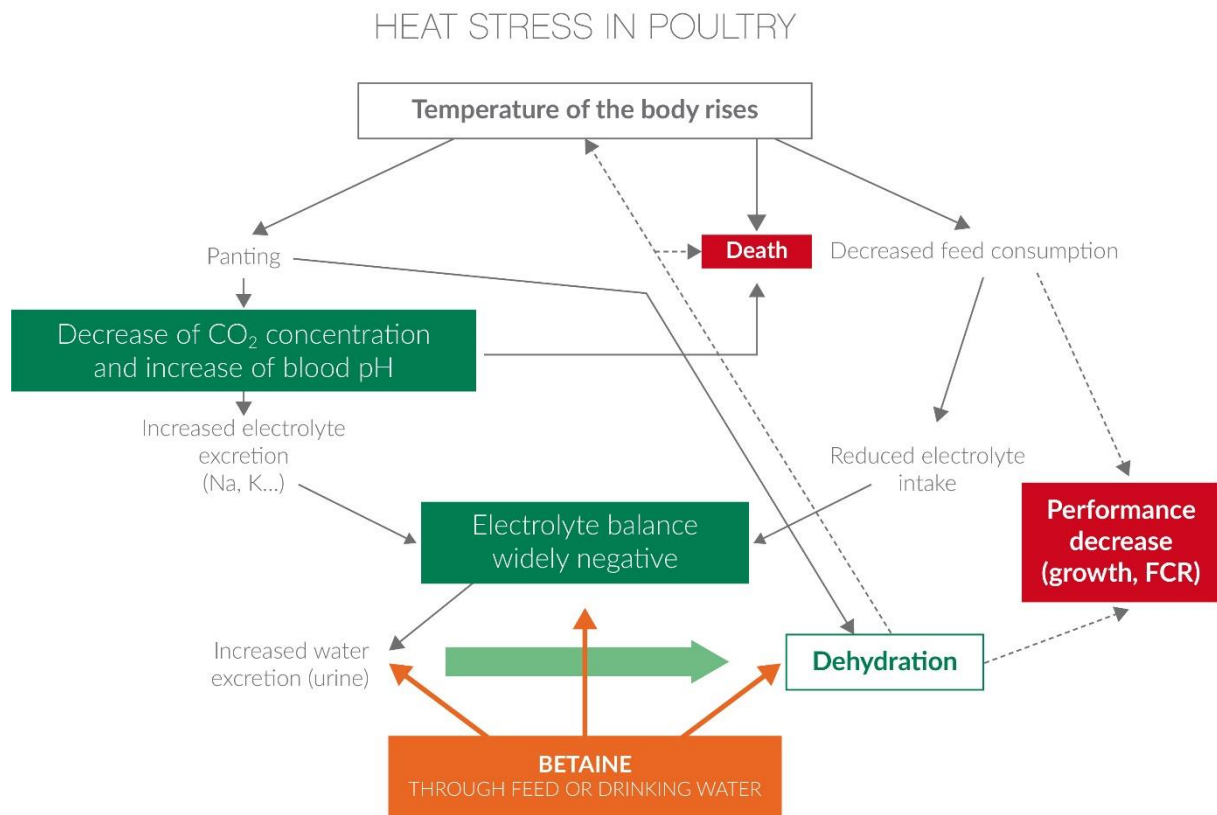 HEAT STRESS IN POULTRY
Temperature of the body rises
Panting
Death
Decreased feed consumption
Decrease of CO₂ concentration
and increase of blood pH
Increased electrolyte
excretion
(Na, K...)
Reduced electrolyte
intake
Electrolyte balance
widely negative
Performance
decrease
(growth, FCR)
Increased water
excretion (urine)
Dehydration
BETAINE
THROUGH FEED OR DRINKING WATER